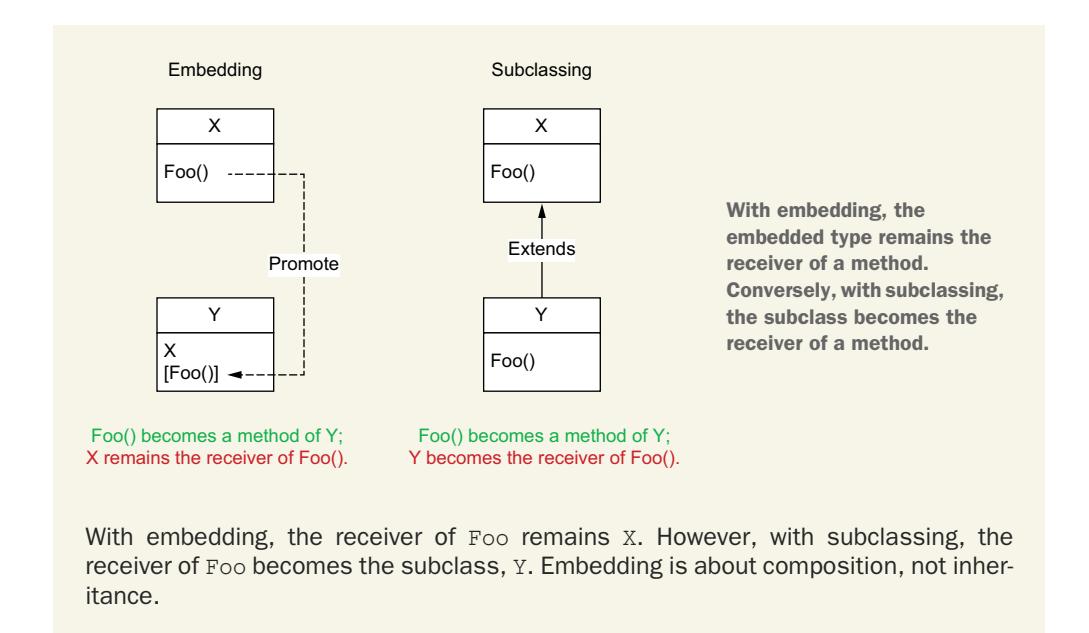 Embedding
X
Foo()
Promote
Y
X
[Foo()]
Foo() becomes a method of Y;
X remains the receiver of Foo().
Subclassing
X
Foo()
Extends
Y
Foo()
Foo() becomes a method of Y;
Y becomes the receiver of Foo().
With embedding, the
embedded type remains the
receiver of a method.
Conversely, with subclassing,
the subclass becomes the
receiver of a method.
With embedding, the receiver of Foo remains X. However, with subclassing, the
receiver of Foo becomes the subclass, Y. Embedding is about composition, not inher-
itance.